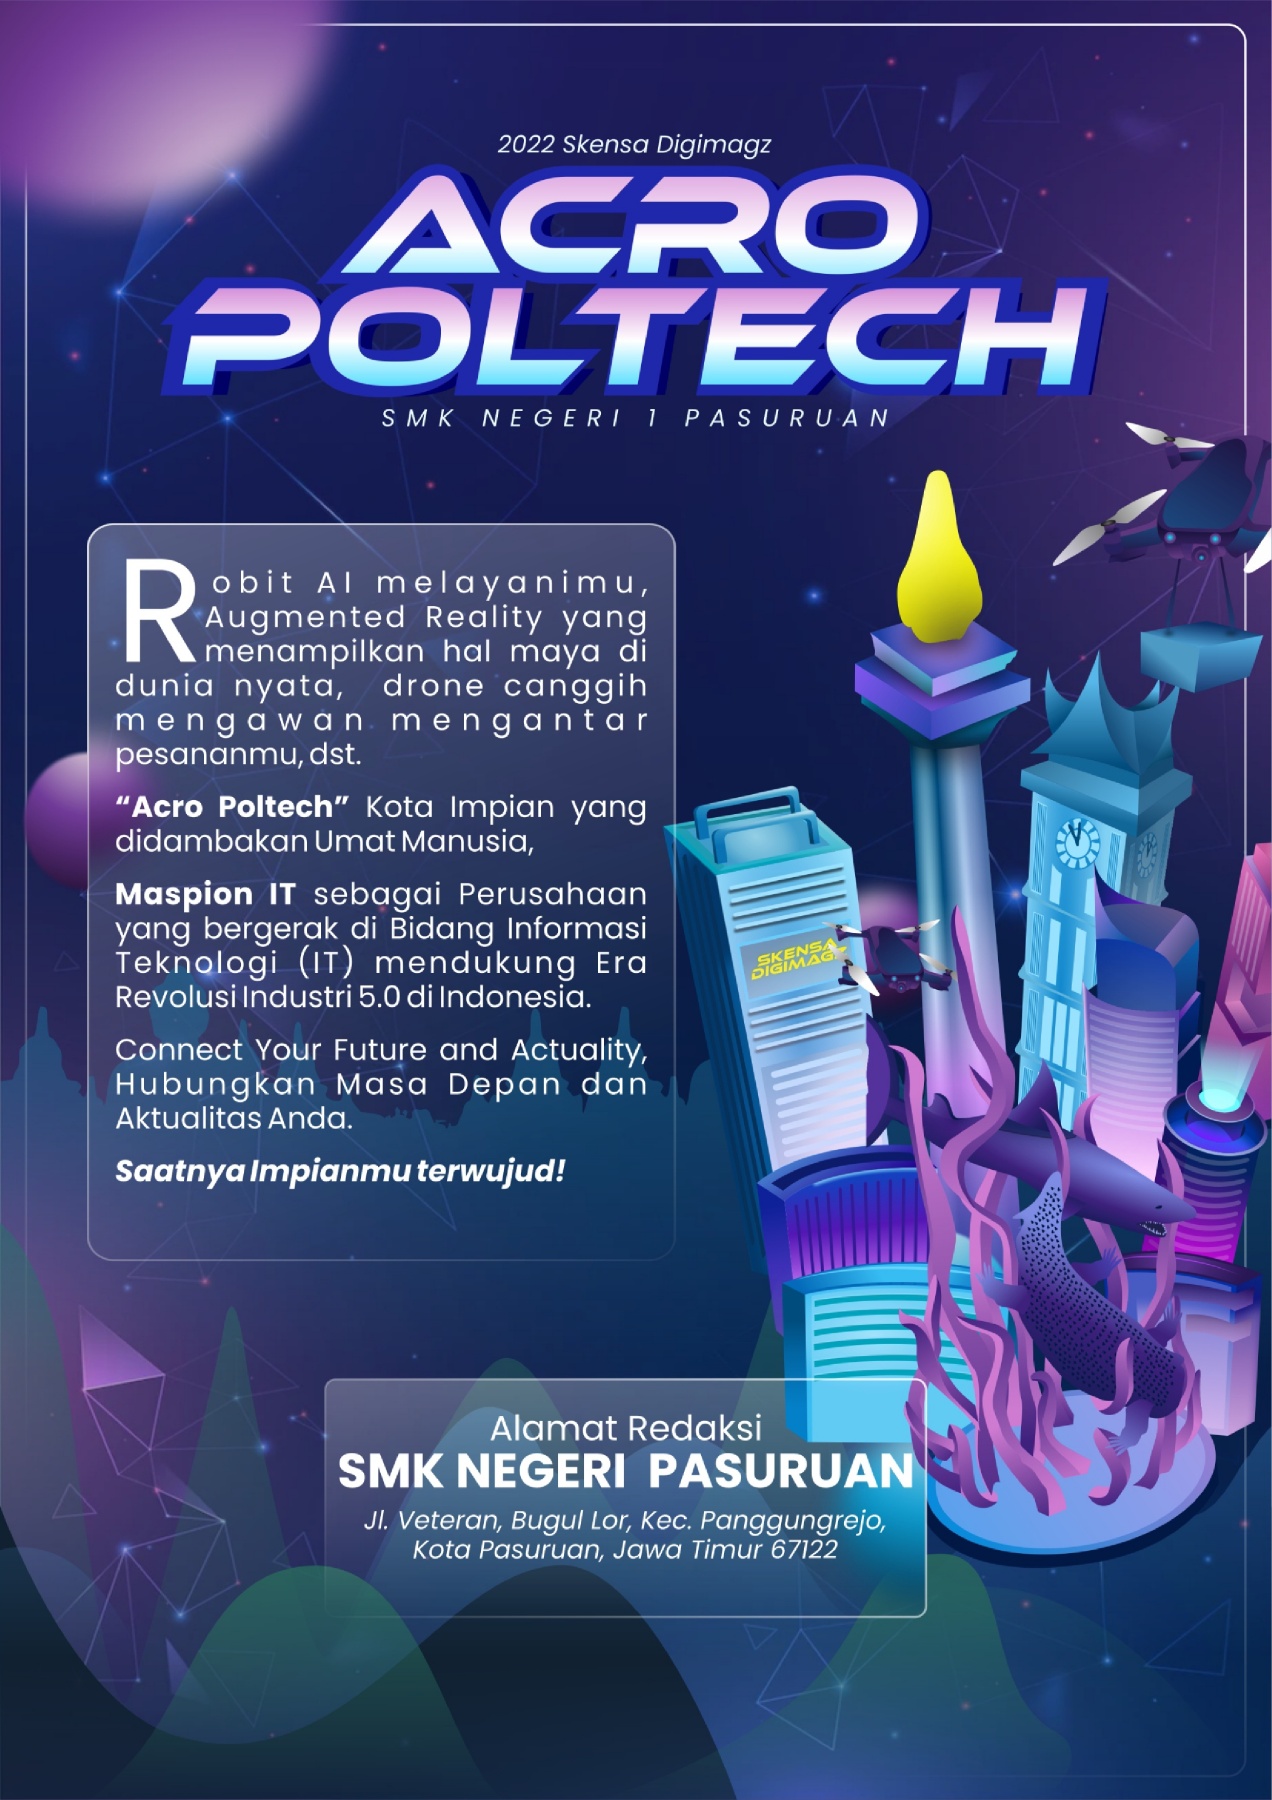 2022 Skensa Digimagz
ACRO
POLTECH
SMK NEGERI 1 PASURUAN
Robit AI melayanimu,
Augmented Reality yang
menampilkan hal maya di
dunia nyata, drone canggih
mengawan mengantar
pesananmu, dst.
“Acro Poltech” Kota Impian yang
didambakan Umat Manusia,
Maspion IT sebagai Perusahaan
yang bergerak di Bidang Informasi
Teknologi (IT) mendukung Era
Revolusi Industri 5.0 di Indonesia.
Connect Your Future and Actuality,
Hubungkan Masa Depan dan
Aktualitas Anda.
Saatnya Impianmu terwujud!
SKENSA
DIGIMAGZ
Alamat Redaksi
SMK NEGERI PASURUAN
Jl. Veteran, Bugul Lor, Kec. Panggungrejo,
Kota Pasuruan, Jawa Timur 67122